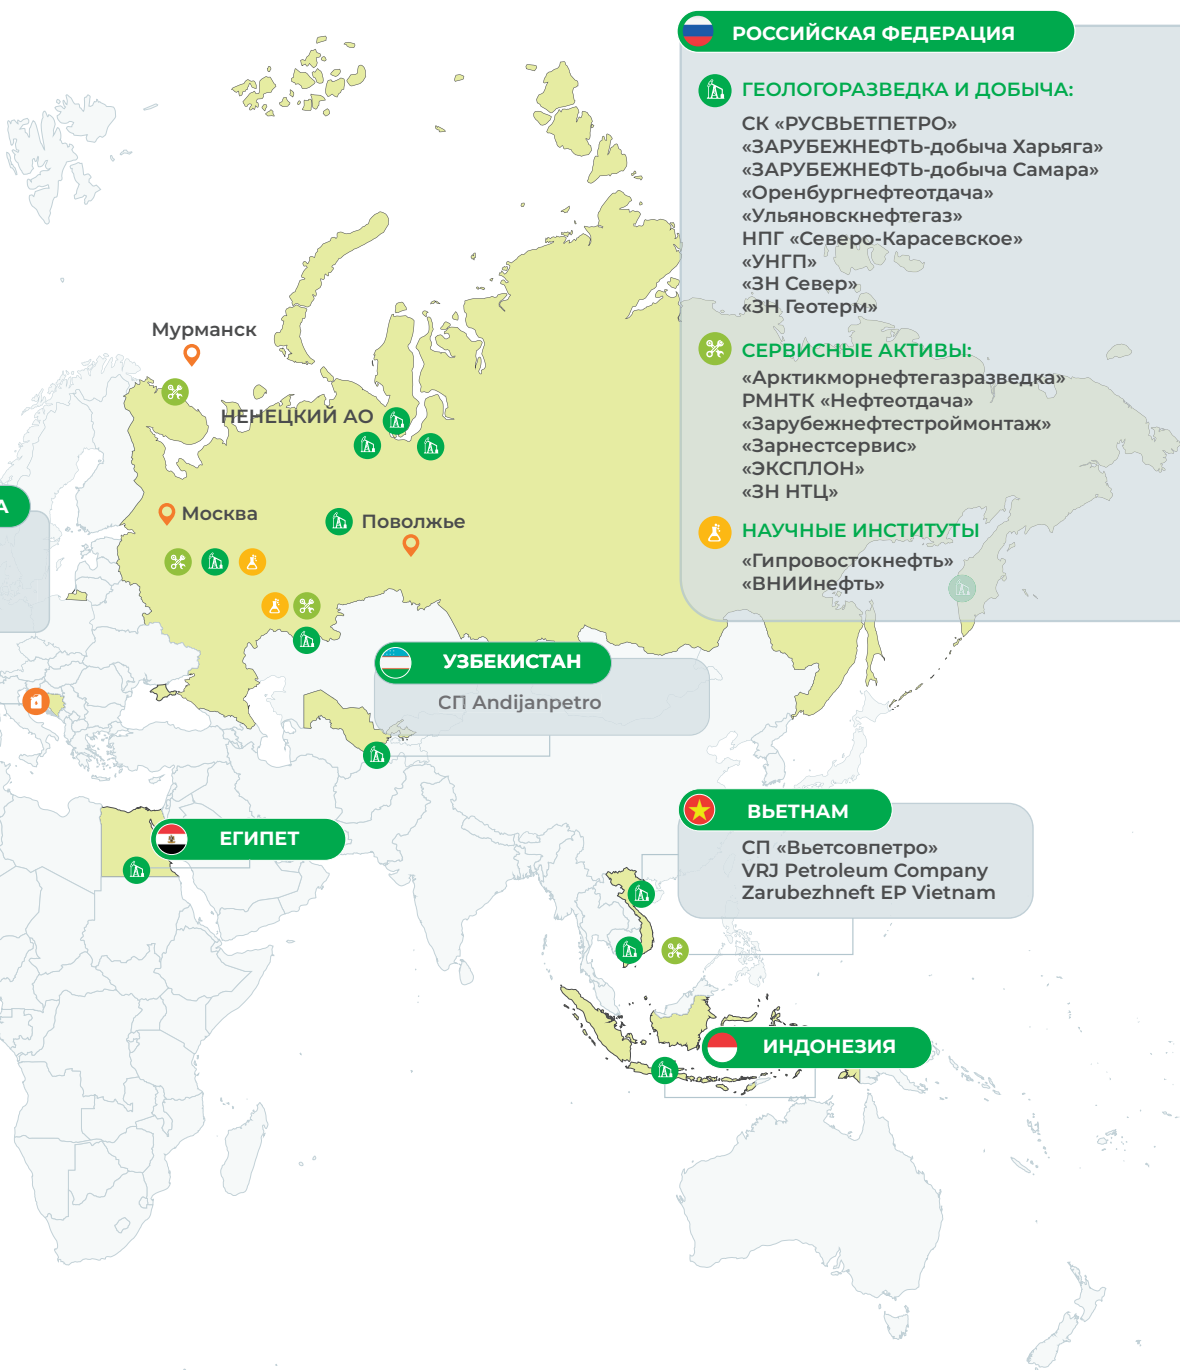 РОССИЙСКАЯ ФЕДЕРАЦИЯ
ГЕОЛОГОРАЗВЕДКА И ДОБЫЧА:
СК «РУСВЬЕТПЕТРО»
«ЗАРУБЕЖНЕФТЬ-добыча Харьяга»
«ЗАРУБЕЖНЕФТЬ-добыча Самара»
«Оренбургнефтеотдача»
«Ульяновскнефтегаз»
НПГ «Северо-Карасевское»
«УНГП»
«ЗН Север»
«ЗН Геотерм»
СЕРВИСНЫЕ АКТИВЫ:
«Арктикморнефтегазразведка»
РМНТК «Нефтеотдача»
«Зарубежнефтестроймонтаж»
«Зарнестсервис»
«ЭКСПЛОН»
«ЗН НТЦ»
НАУЧНЫЕ ИНСТИТУТЫ
«Гипровостокнефть»
«ВНИИнефть»
Мурманск
НЕНЕЦКИЙ АО
А
Москва
Поволжье
УЗБЕКИСТАН
СП Andijanpetro
ЕГИПЕТ
ВЬЕТНАМ
СП «Вьетсовпетро»
VRJ Petroleum Company
Zarubezhneft EP Vietnam
ИНДОНЕЗИЯ